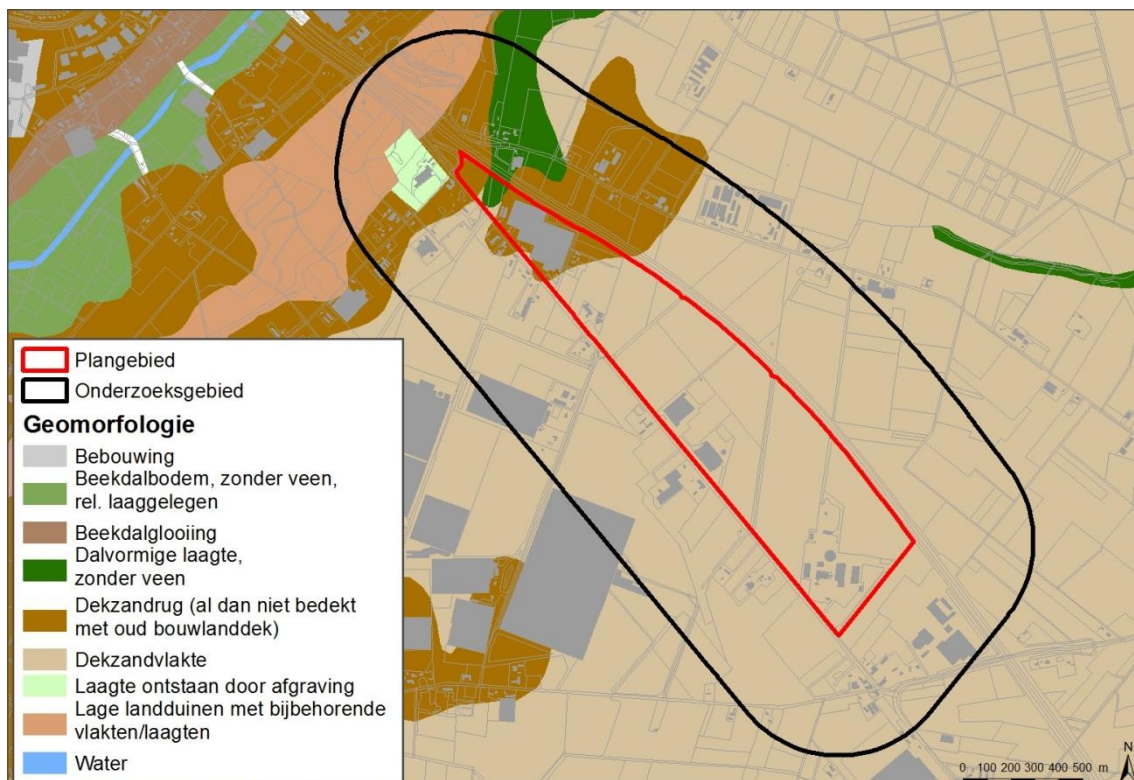 Plangebied
Onderzoeksgebied
Geomorfologie
Bebouwing
Beekdalbodem, zonder veen,
rel. laaggelegen
Beekdalglooiing
Dalvormige laagte,
zonder veen
Dekzandrug (al dan niet bedekt
met oud bouwlanddek)
Dekzandvlakte
Laagte ontstaan door afgraving
Lage landduinen met bijbehorende
vlakten/laagten
Water
N
0 100 200 300 400 500 m